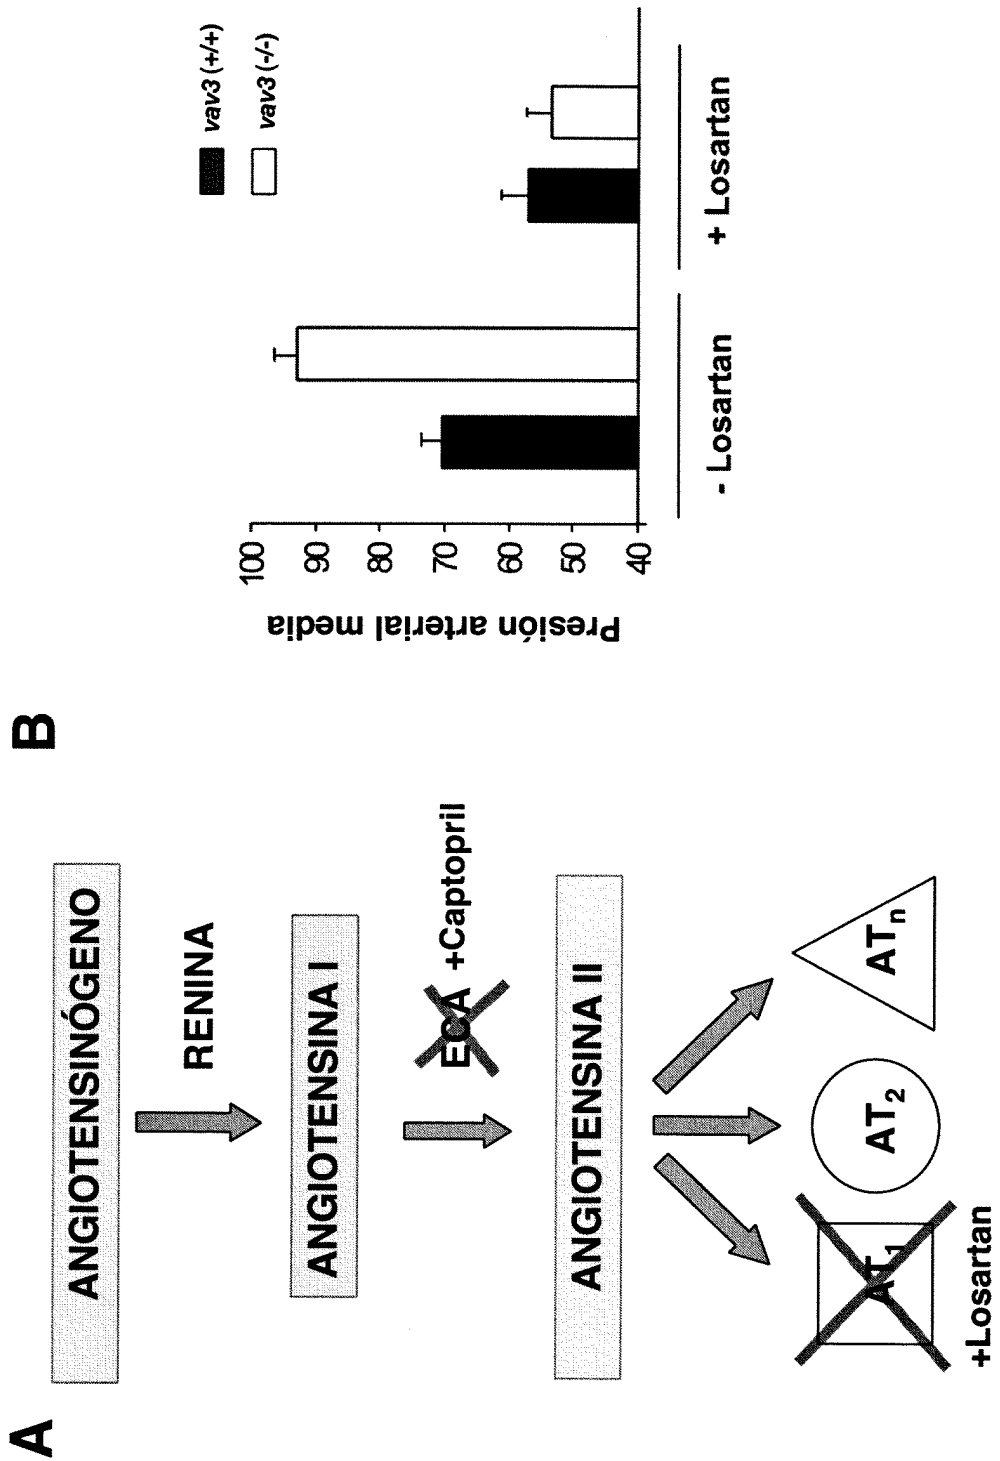 A
ANGIOTENSINÓGENO
RENINA
ANGIOTENSINA I
ECA +Captopril
ANGIOTENSINA II
AT1
AT2
ATn
+Losartan
B
vav3 (+/+)
vav3 (-/-)
Presión arterial media
100
90
80
70
60
50
40
- Losartan
+ Losartan